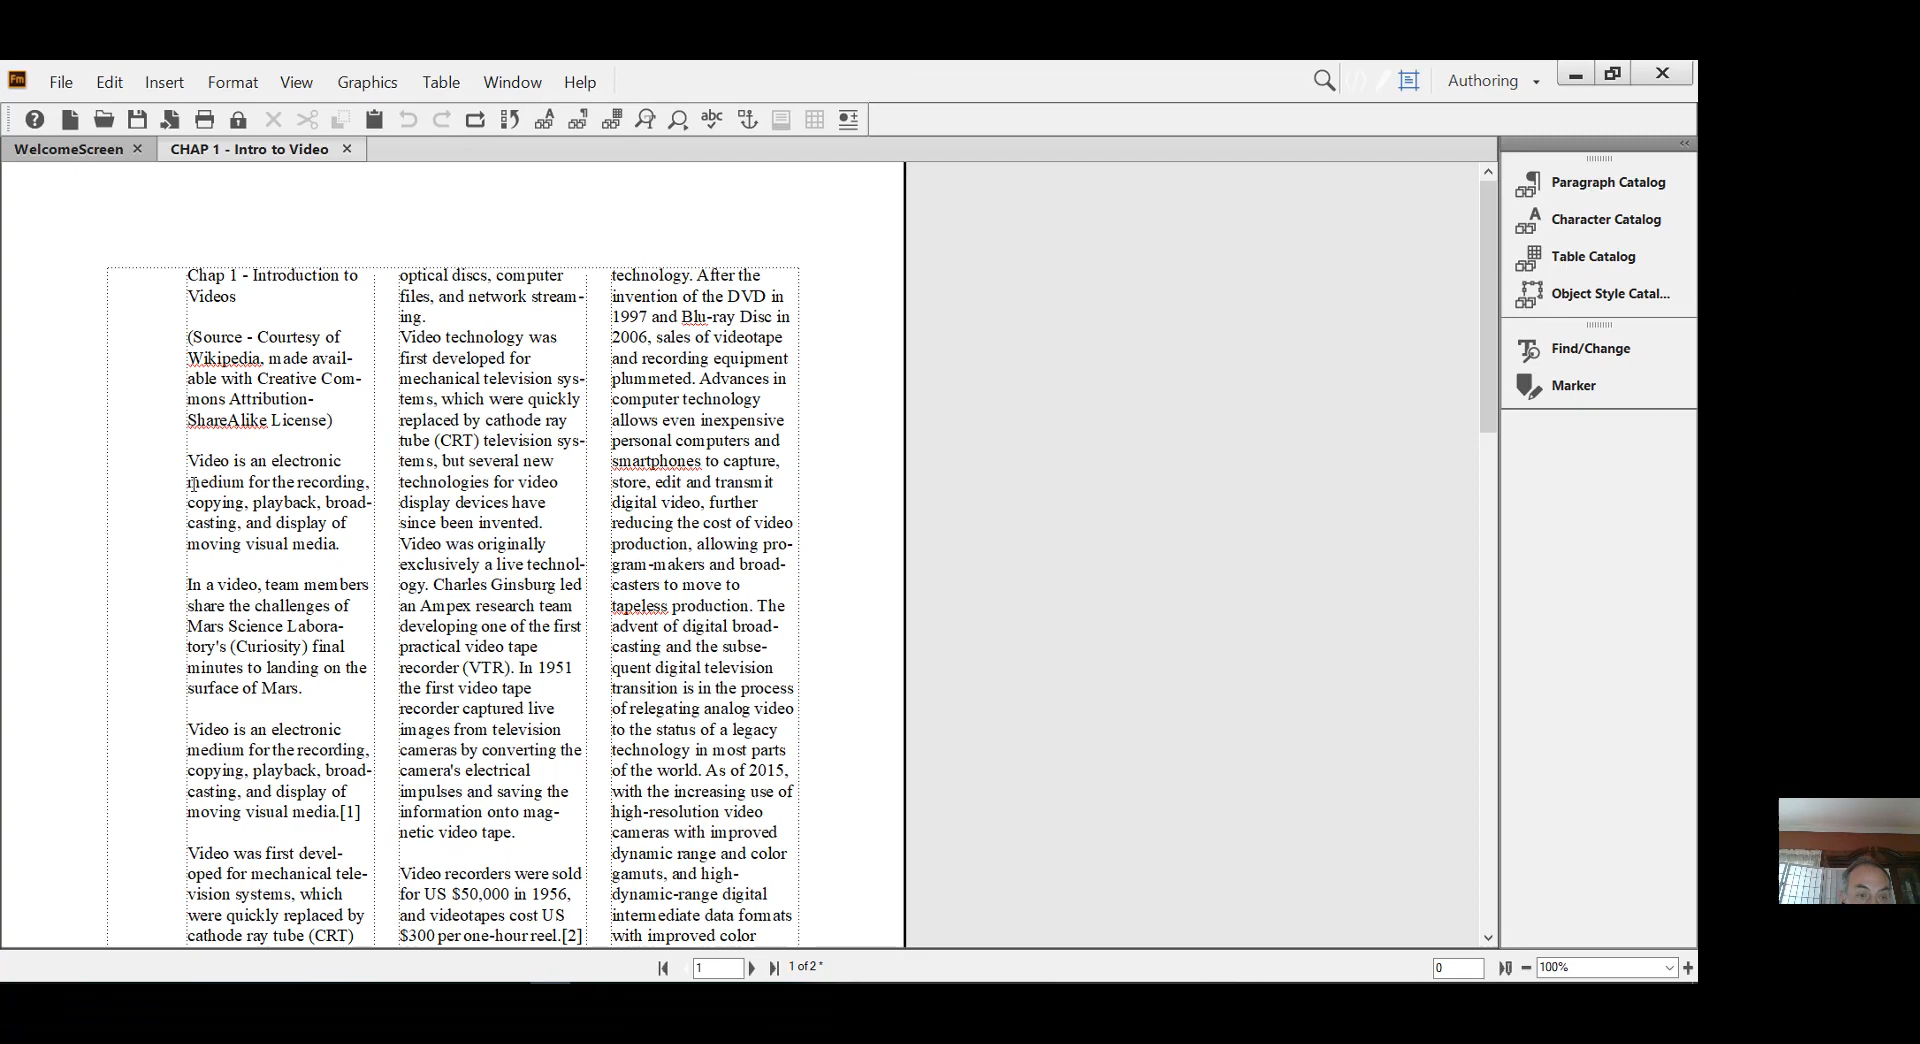 Fm File Edit Insert Format View Graphics Table Window Help Authoring
abc
WelcomeScreen CHAP 1 - Intro to Video
Chap 1 - Introduction to
Videos
(Source - Courtesy of
Wikipedia, made avail-
able with Creative Com-
mons Attribution-
ShareAlike License)
Video is an electronic
medium for the recording,
copying, playback, broad-
casting, and display of
moving visual media.
In a video, team members
share the challenges of
Mars Science Labora-
tory's (Curiosity) final
minutes to landing on the
surface of Mars.
Video is an electronic
medium for the recording,
copying, playback, broad-
casting, and display of
moving visual media.[1]
Video was first devel-
oped for mechanical tele-
vision systems, which
were quickly replaced by
cathode ray tube (CRT)
optical discs, computer
files, and network stream-
ing.
Video technology was
first developed for
mechanical television sys-
tems, which were quickly
replaced by cathode ray
tube (CRT) television sys-
tems, but several new
technologies for video
display devices have
since been invented.
Video was originally
exclusively a live technol-
ogy. Charles Ginsburg led
an Ampex research team
developing one of the first
practical video tape
recorder (VTR). In 1951
the first video tape
recorder captured live
images from television
cameras by converting the
camera's electrical
impulses and saving the
information onto mag-
netic video tape.
Video recorders were sold
for US $50,000 in 1956,
and videotapes cost US
$300 per one-hour reel.[2]
technology. After the
invention of the DVD in
1997 and Blu-ray Disc in
2006, sales of videotape
and recording equipment
plummeted. Advances in
computer technology
allows even inexpensive
personal computers and
smartphones to capture,
store, edit and transmit
digital video, further
reducing the cost of video
production, allowing pro-
gram-makers and broad-
casters to move to
tapeless production. The
advent of digital broad-
casting and the subse-
quent digital television
transition is in the process
of relegating analog video
to the status of a legacy
technology in most parts
of the world. As of 2015,
with the increasing use of
high-resolution video
cameras with improved
dynamic range and color
gamuts, and high-
dynamic-range digital
intermediate data formats
with improved color
Paragraph Catalog
Character Catalog
Table Catalog
Object Style Catal...
Find/Change
Marker
1 1 of 2 * 0 100%